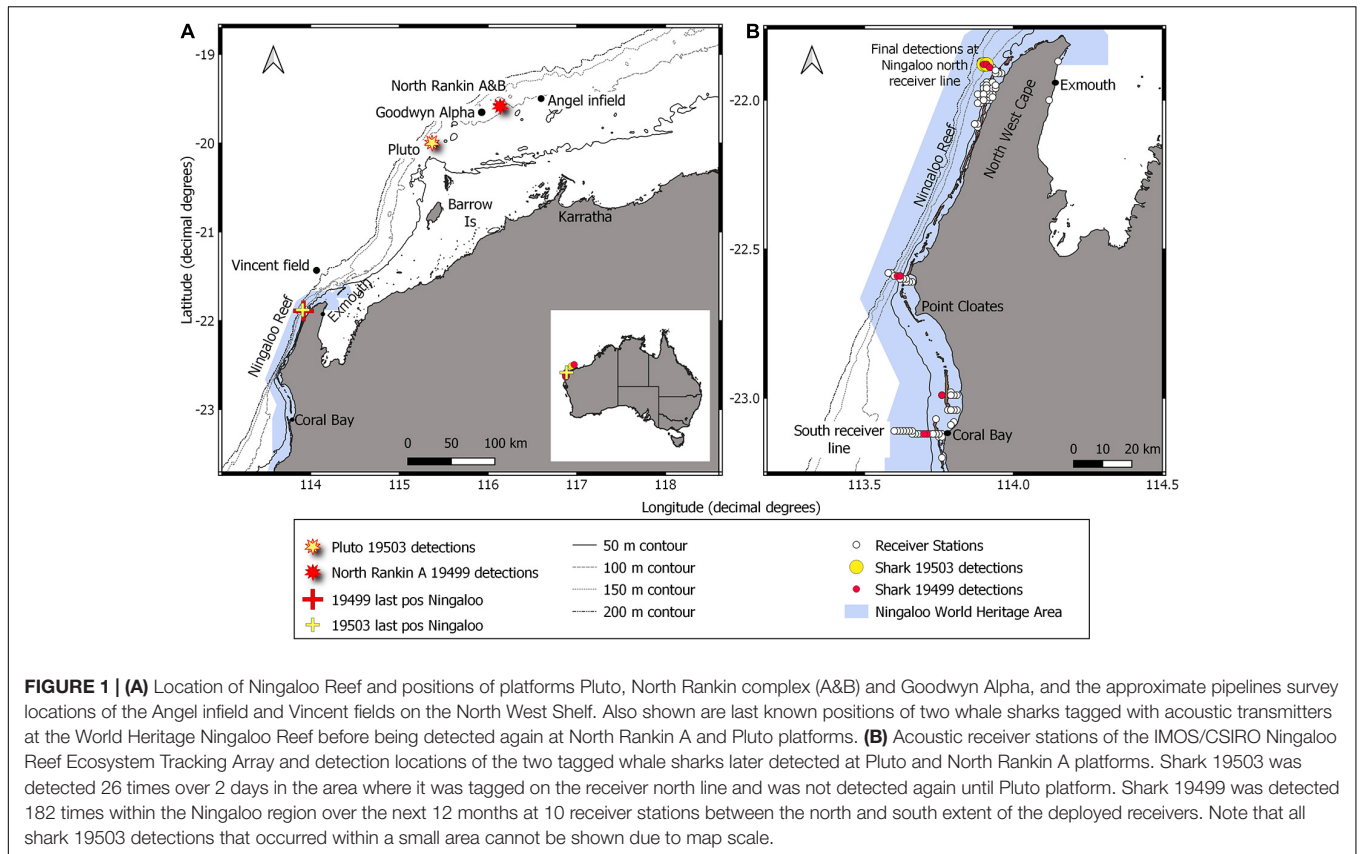 A
B
-19
-20
-21
-22
-23
Latitude (decimal degrees)
North Rankin A&B
Goodwyn Alpha
Angel infield
Pluto
Barrow
Is
Karratha
Vincent field
Ningaloo Reef
Exmouth
Coral Bay
0 50 100 km
114 115 116 117 118
Final detections at
Ningaloo north
receiver line
Exmouth
North West Cape
Ningaloo Reef
Point Cloates
South receiver
line
Coral Bay
-22.0
-22.5
-23.0
0 10 20 km
113.5 114.0 114.5
Longitude (decimal degrees)
Pluto 19503 detections
North Rankin A 19499 detections
19499 last pos Ningaloo
19503 last pos Ningaloo
50 m contour
100 m contour
150 m contour
200 m contour
Receiver Stations
Shark 19503 detections
Shark 19499 detections
Ningaloo World Heritage Area
FIGURE 1 | (A) Location of Ningaloo Reef and positions of platforms Pluto, North Rankin complex (A&B) and Goodwyn Alpha, and the approximate pipelines survey
locations of the Angel infield and Vincent fields on the North West Shelf. Also shown are last known positions of two whale sharks tagged with acoustic transmitters
at the World Heritage Ningaloo Reef before being detected again at North Rankin A and Pluto platforms. (B) Acoustic receiver stations of the IMOS/CSIRO Ningaloo
Reef Ecosystem Tracking Array and detection locations of the two tagged whale sharks later detected at Pluto and North Rankin A platforms. Shark 19503 was
detected 26 times over 2 days in the area where it was tagged on the receiver north line and was not detected again until Pluto platform. Shark 19499 was detected
182 times within the Ningaloo region over the next 12 months at 10 receiver stations between the north and south extent of the deployed receivers. Note that all
shark 19503 detections that occurred within a small area cannot be shown due to map scale.